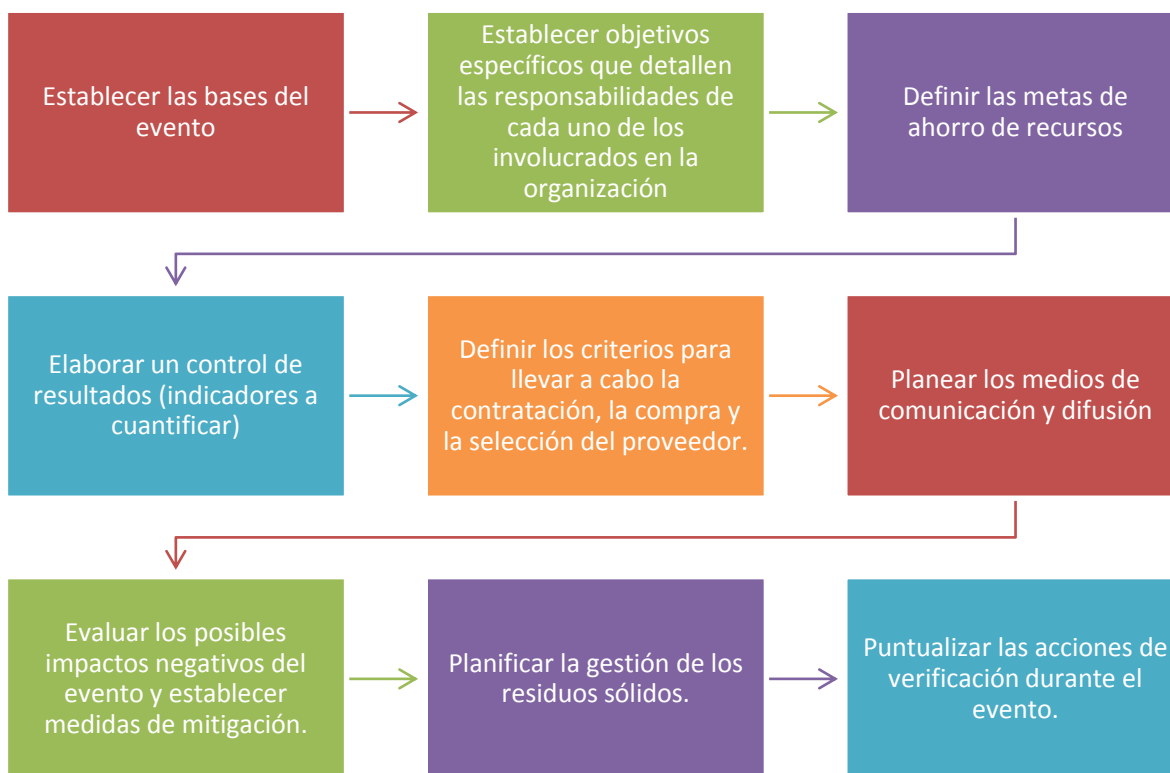 Establecer las bases del
evento
Establecer objetivos
específicos que detallen
las responsabilidades de
cada uno de los
involucrados en la
organización
Definir las metas de
ahorro de recursos
Elaborar un control de
resultados (indicadores a
cuantificar)
Definir los criterios para
llevar a cabo la
contratación, la compra y
la selección del proveedor.
Planear los medios de
comunicación y difusión
Evaluar los posibles
impactos negativos del
evento y establecer
medidas de mitigación.
Planificar la gestión de los
residuos sólidos.
Puntualizar las acciones de
verificación durante el
evento.